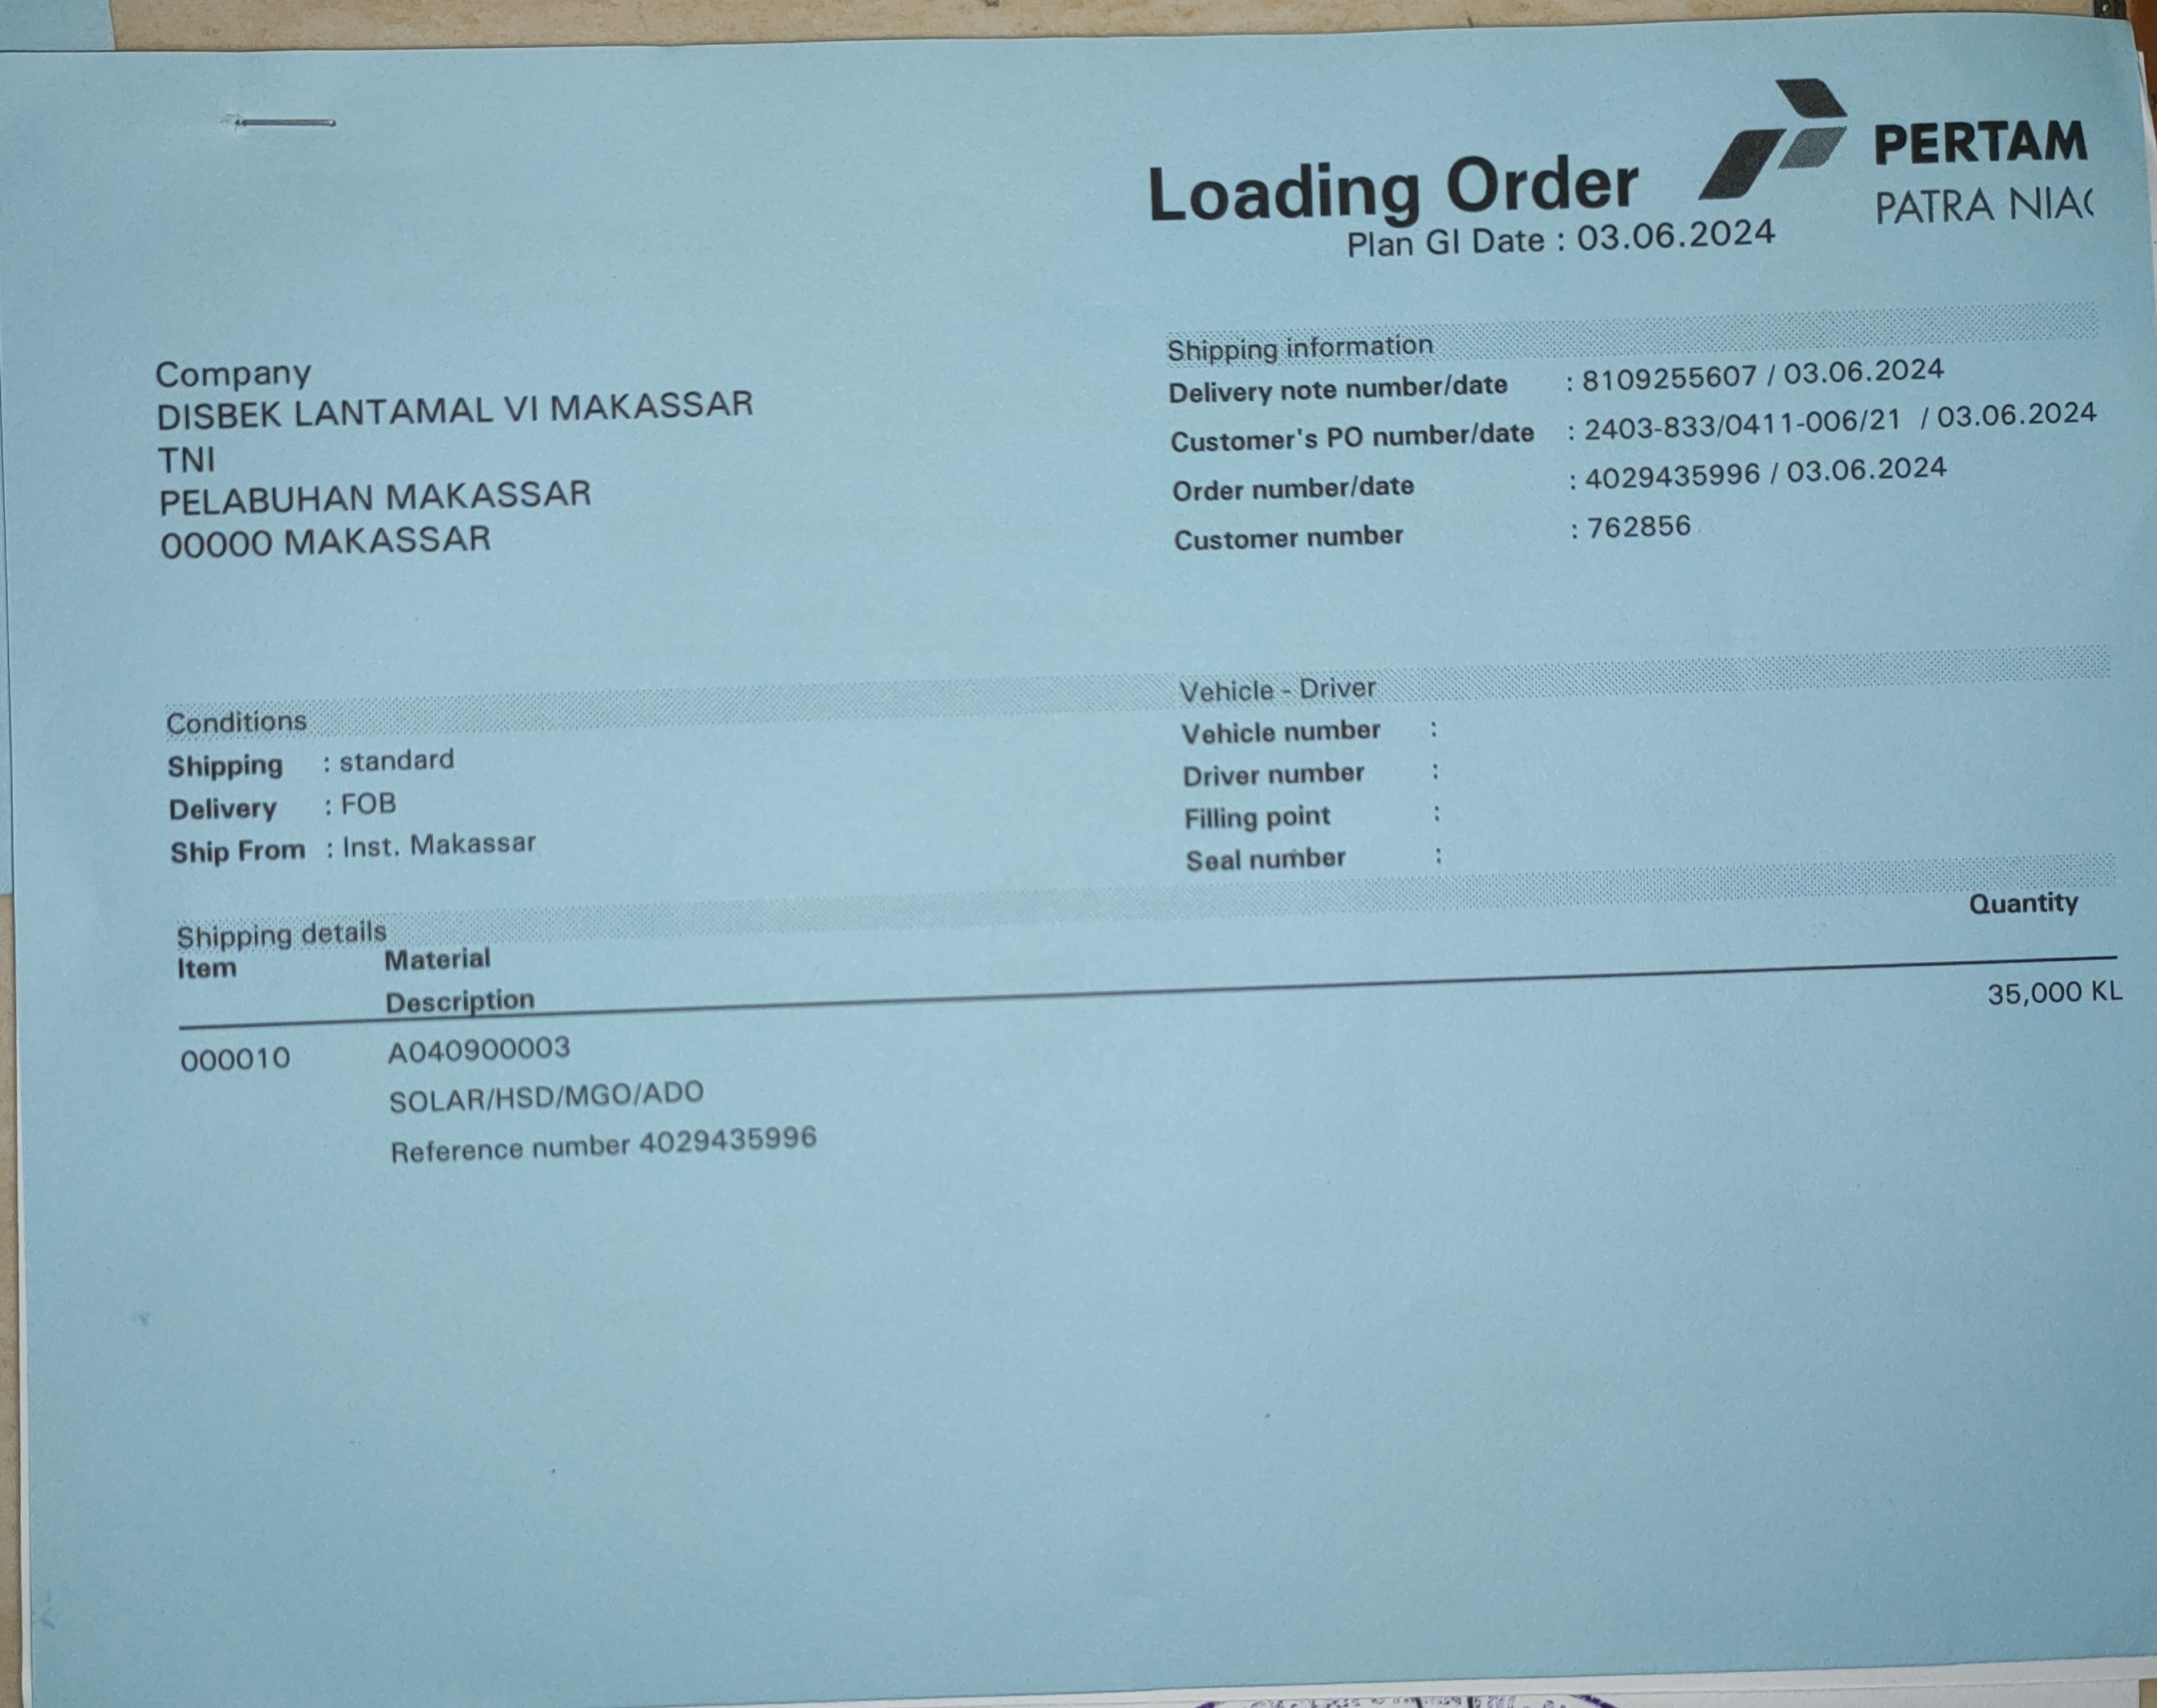 Loading Order
PERTAM
PATRA NIA
Plan GI Date : 03.06.2024
Company
DISBEK LANTAMAL VI MAKASSAR
TNI
PELABUHAN MAKASSAR
00000 MAKASSAR
Shipping information
Delivery note number/date : 8109255607 / 03.06.2024
Customer's PO number/date : 2403-833/0411-006/21 / 03.06.2024
Order number/date : 4029435996 / 03.06.2024
Customer number : 762856
Conditions
Shipping : standard
Delivery : FOB
Ship From : Inst. Makassar
Vehicle - Driver
Vehicle number :
Driver number :
Filling point :
Seal number :
Shipping details
Item Material Quantity
Description
000010 A040900003 35,000 KL
SOLAR/HSD/MGO/ADO
Reference number 4029435996